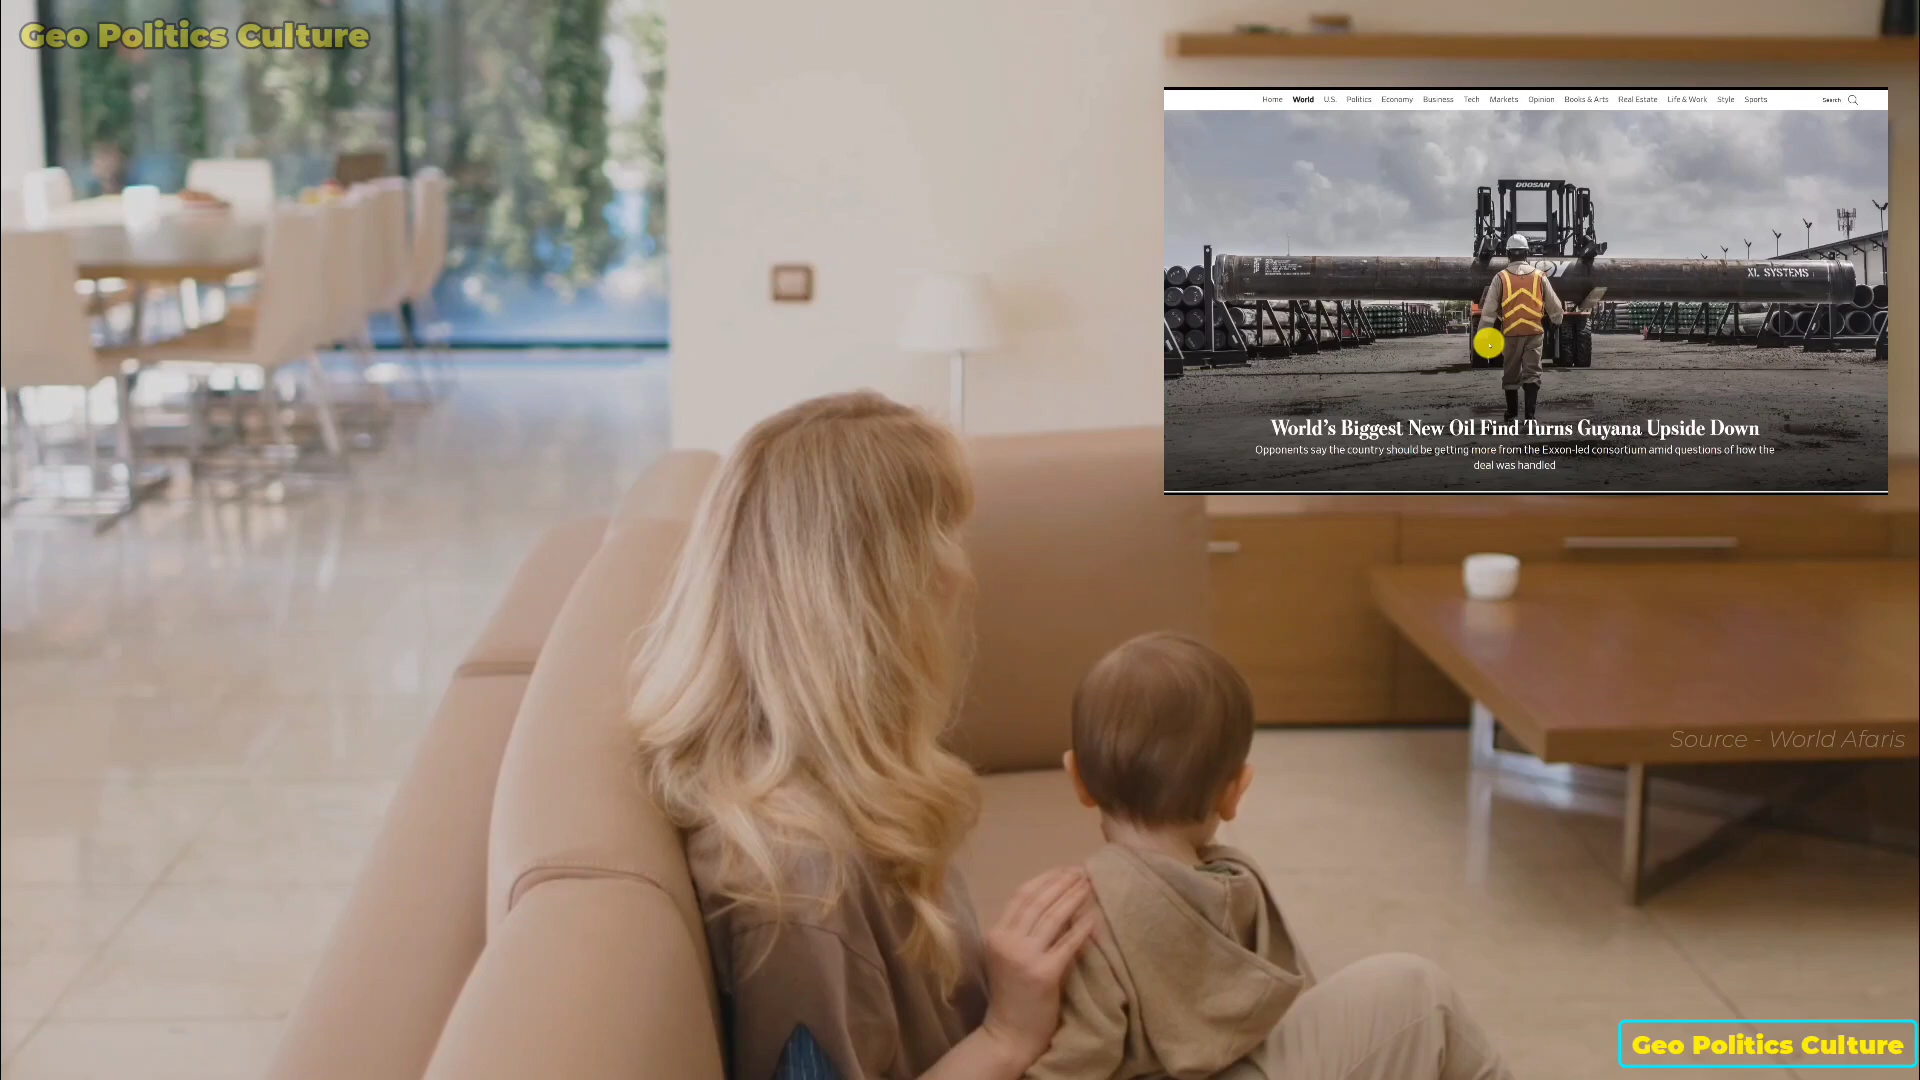 Geo Politics Culture
Home World U.S. Politics Economy Business Tech Markets Opinion Books & Arts Real Estate Life & Work Style Sports Search
DOOSAN
XL SYSTEMS
World's Biggest New Oil Find Turns Guyana Upside Down
Opponents say the country should be getting more from the Exxon-led consortium amid questions of how the
deal was handled
Source - World Afaris
Geo Politics Culture